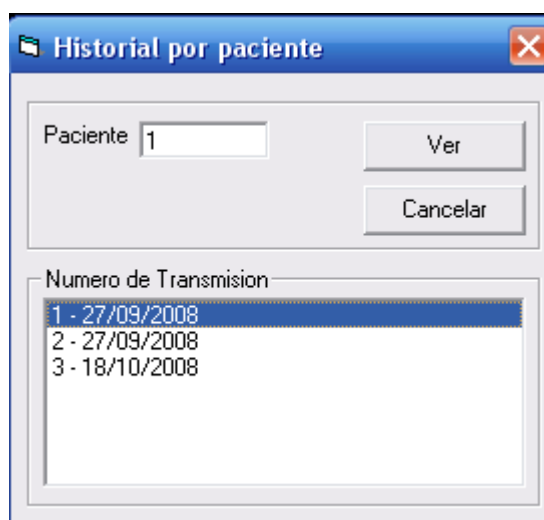 Historial por paciente
Paciente 1
Ver
Cancelar
Numero de Transmision
1 - 27/09/2008
2 - 27/09/2008
3 - 18/10/2008